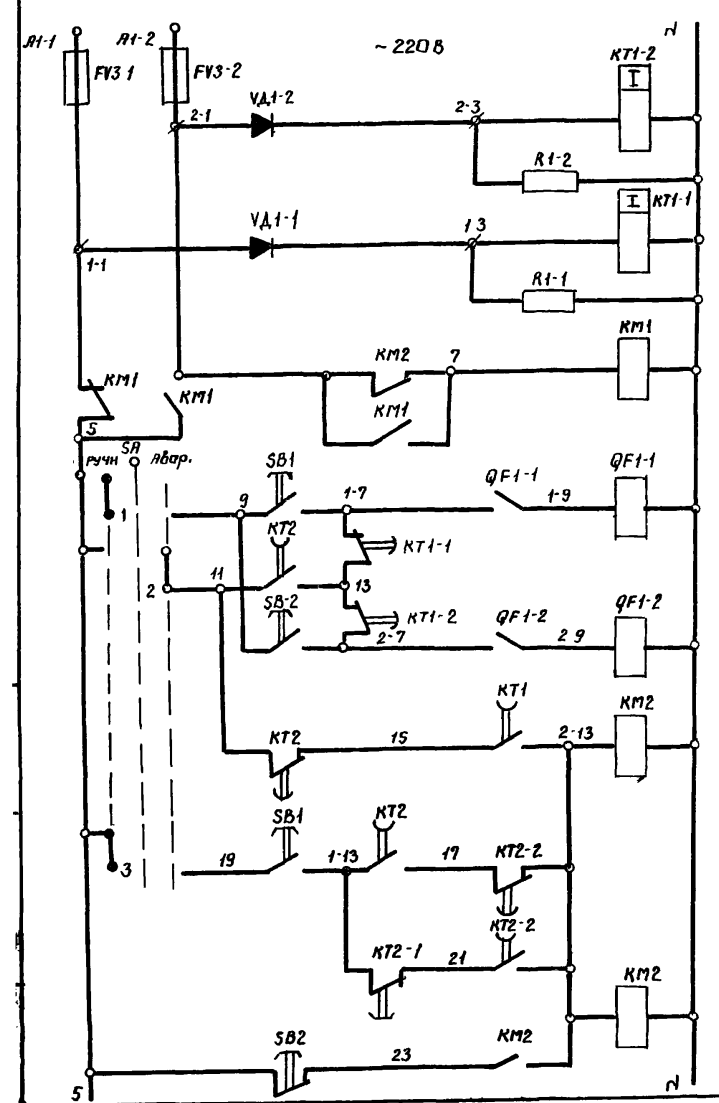 A1-1
A1-2
~220В
N
КТ1-2
FV3-1
FV3-2
I
VД1-2
2-1
2-3
R1-2
VД1-1
1-3
I
КТ1-1
1-1
R1-1
КМ1
КМ2
7
КМ1
КМ1
КМ1
5
SA
РУЧН
Авар.
SB1
QF1-1
QF1-1
1
9
1-7
1-9
КТ2
КТ1-1
11
13
QF1-2
2
SB-2
КТ1-2
QF1-2
2-7
2-9
КТ1
КМ2
КТ2
15
2-13
SB1
КТ2
3
19
1-13
17
КТ2-2
КТ2-2
КТ2-1
21
КМ2
SB2
КМ2
23
5
N